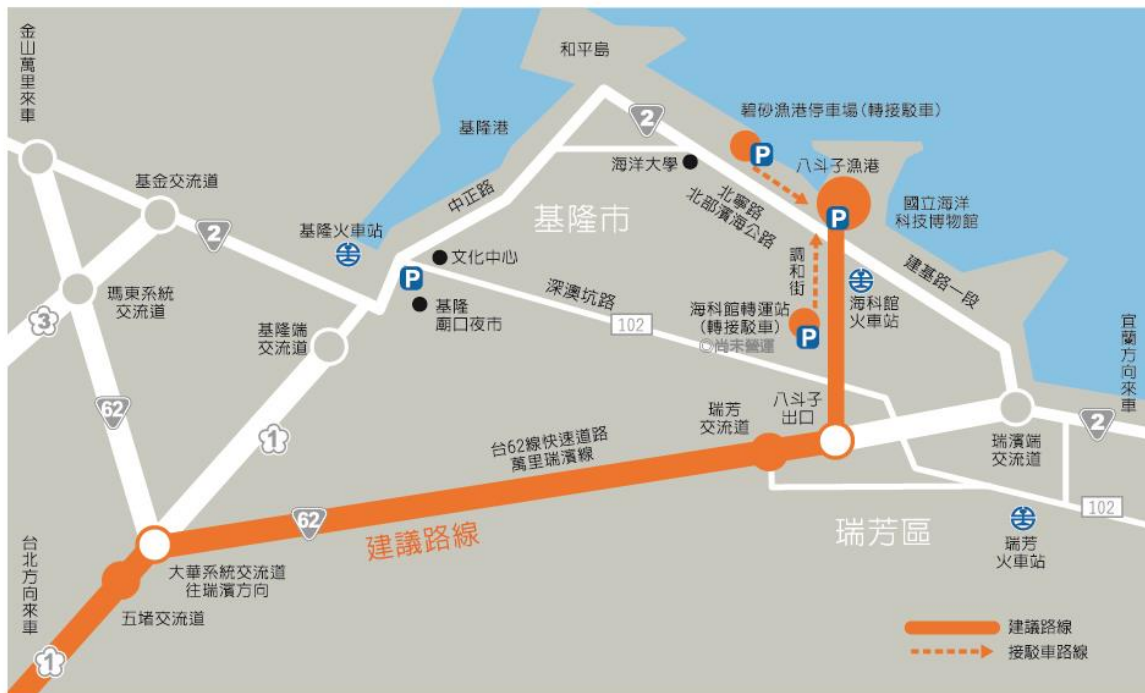 金山萬里來車
和平島
2
碧砂漁港停車場(轉接駁車)
P
基隆港
海洋大學
八斗子漁港
P
基金交流道
2
中正路
北寧路
北部濱海公路
國立海洋
科技博物館
基隆火車站
基隆市
文化中心
P
調和街
建基路一段
瑪東系統
交流道
3
基隆
廟口夜市
深澳坑路
102
海科館轉運站
(轉接駁車)
◎尚未營運
P
海科館
火車站
基隆端
交流道
宜蘭方向來車
62
1
瑞芳
交流道
八斗子
出口
2
瑞濱端
交流道
台62線快速道路
萬里瑞濱線
62
建議路線
102
瑞芳區
瑞芳
火車站
台北方向來車
大華系統交流道
往瑞濱方向
五堵交流道
1
建議路線
接駁車路線